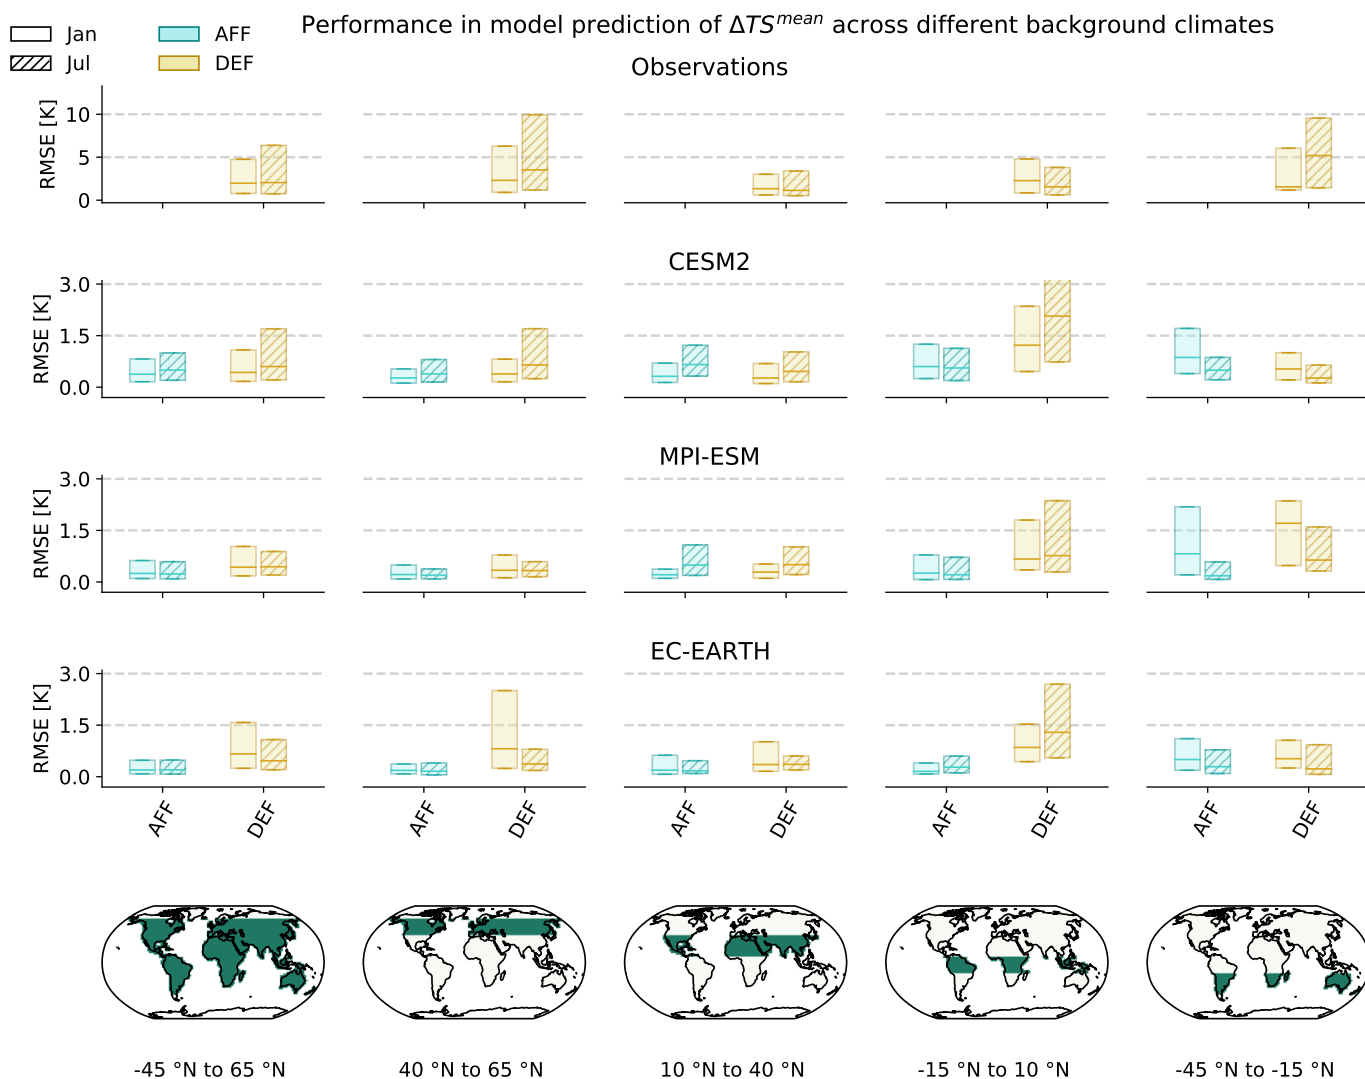 Performance in model prediction of ΔTS^mean across different background climates
Jan AFF
Jul DEF
Observations
RMSE [K]
10
5
0
CESM2
RMSE [K]
3.0
1.5
0.0
MPI-ESM
RMSE [K]
3.0
1.5
0.0
EC-EARTH
RMSE [K]
3.0
1.5
0.0
AFF DEF AFF DEF AFF DEF AFF DEF AFF DEF
-45 °N to 65 °N 40 °N to 65 °N 10 °N to 40 °N -15 °N to 10 °N -45 °N to -15 °N